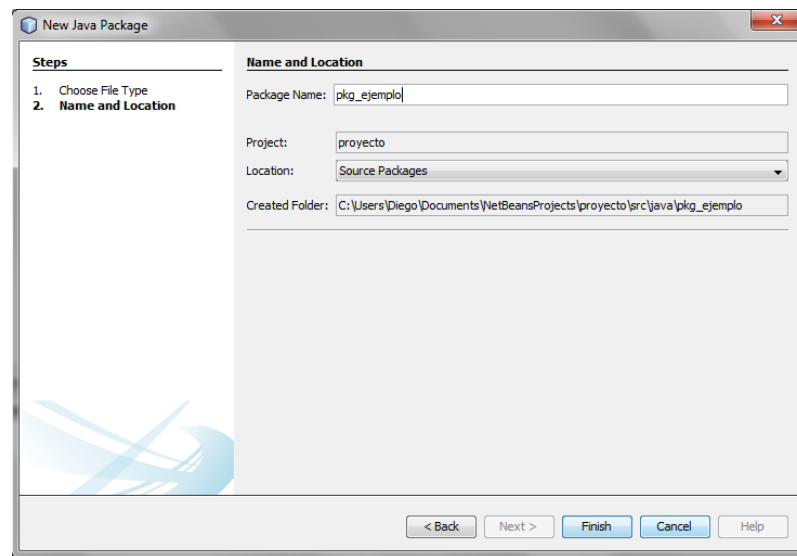 New Java Package
Steps
1. Choose File Type
2. Name and Location
Name and Location
Package Name: pkg_ejemplo
Project: proyecto
Location: Source Packages
Created Folder: C:\Users\Diego\Documents\NetBeansProjects\proyecto\src\java\pkg_ejemplo
< Back Next > Finish Cancel Help